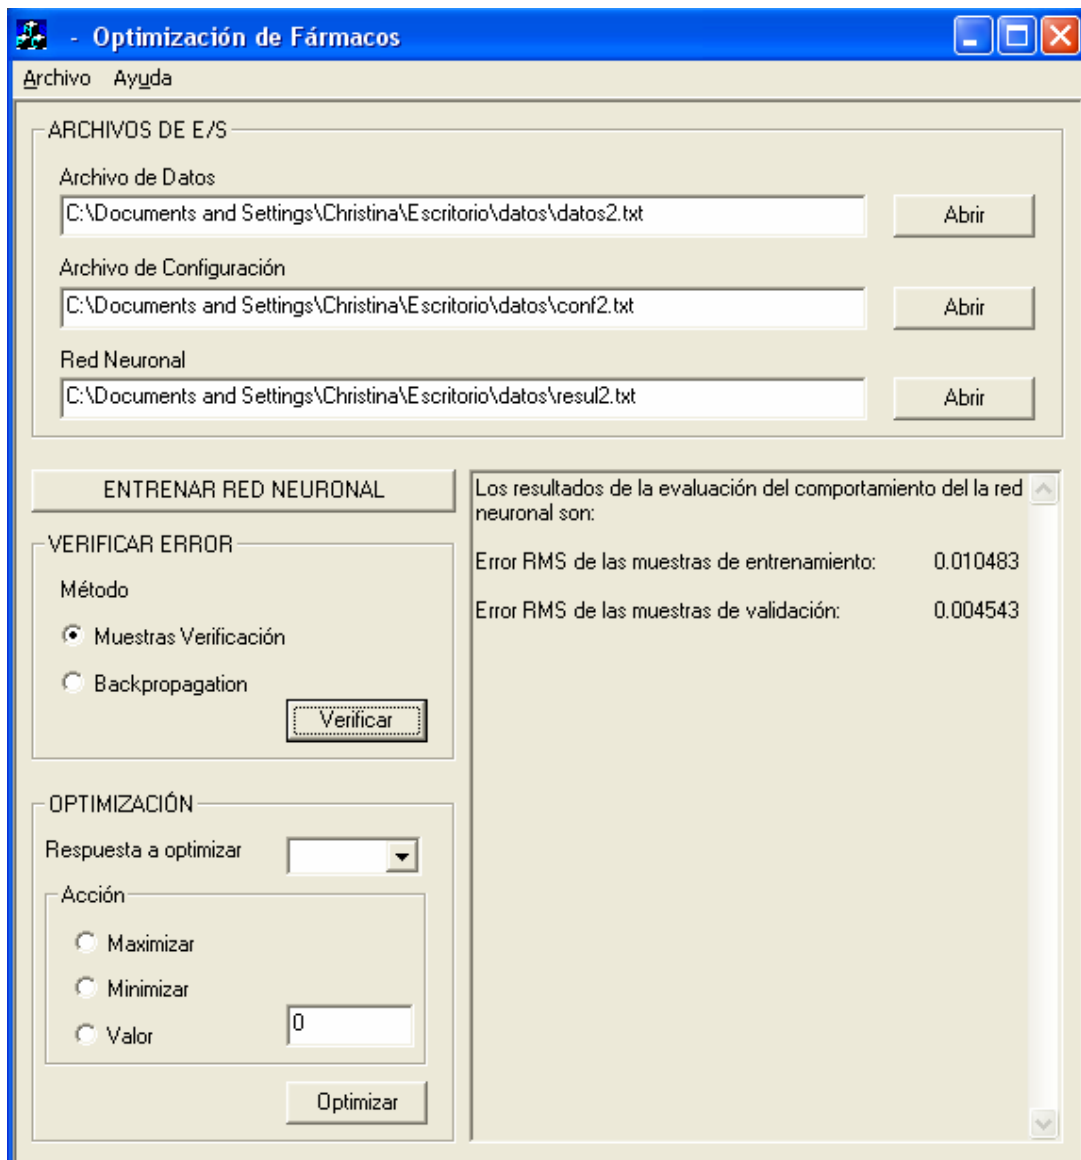 - Optimización de Fármacos
Archivo Ayuda
ARCHIVOS DE E/S
Archivo de Datos
C:\Documents and Settings\Christina\Escritorio\datos\datos2.txt
Abrir
Archivo de Configuración
C:\Documents and Settings\Christina\Escritorio\datos\conf2.txt
Abrir
Red Neuronal
C:\Documents and Settings\Christina\Escritorio\datos\resul2.txt
Abrir
ENTRENAR RED NEURONAL
VERIFICAR ERROR
Método
Muestras Verificación
Backpropagation
Verificar
OPTIMIZACIÓN
Respuesta a optimizar
Acción
Maximizar
Minimizar
Valor
0
Optimizar
Los resultados de la evaluación del comportamiento del la red
neuronal son:
Error RMS de las muestras de entrenamiento: 0.010483
Error RMS de las muestras de validación: 0.004543